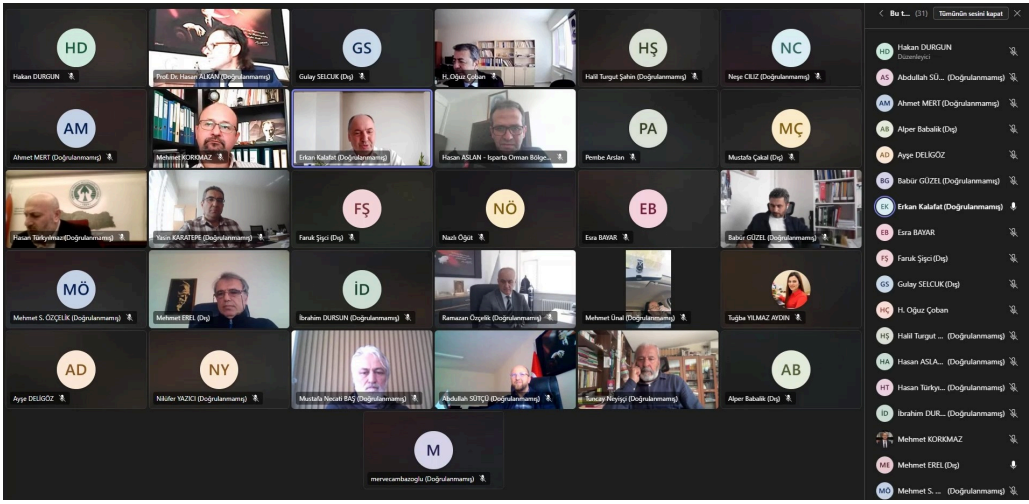 HD
Hakan DURGUN
Prof. Dr. Hasan ALKAN (Doğrulanmamış)
GS
Gulay SELCUK (Dış)
H. Oğuz Çoban
HŞ
Halil Turgut Şahin (Doğrulanmamış)
NC
Neşe CILIZ (Doğrulanmamış)
AM
Ahmet MERT (Doğrulanmamış)
Mehmet KORKMAZ
Erkan Kalafat (Doğrulanmamış)
Hasan ASLAN - Isparta Orman Bölge...
PA
Pembe Arslan
MÇ
Mustafa Çakal (Dış)
Hasan Türkyılmaz(Doğrulanmamış)
Yasin KARATEPE (Doğrulanmamış)
FŞ
Faruk Şişci (Dış)
NÖ
Nazlı Öğüt
EB
Esra BAYAR
Babür GÜZEL (Doğrulanmamış)
MÖ
Mehmet S. ÖZÇELİK (Doğrulanmamış)
Mehmet EREL (Dış)
İD
İbrahim DURSUN (Doğrulanmamış)
Ramazan Özçelik (Doğrulanmamış)
Mehmet Ünal (Doğrulanmamış)
Tuğba YILMAZ AYDIN
AD
Ayşe DELİGÖZ
NY
Nilüfer YAZICI (Doğrulanmamış)
Mustafa Necati BAŞ (Doğrulanmamış)
Abdullah SÜTÇÜ (Doğrulanmamış)
Tuncay Neyişçi (Doğrulanmamış)
AB
Alper Babalik (Dış)
M
mervecambazoglu (Doğrulanmamış)
Bu t... (31) Tümünün sesini kapat
HD Hakan DURGUN
Düzenleyici
AS Abdullah SÜ... (Doğrulanmamış)
AM Ahmet MERT (Doğrulanmamış)
AB Alper Babalik (Dış)
AD Ayşe DELİGÖZ
BG Babür GÜZEL (Doğrulanmamış)
EK Erkan Kalafat (Doğrulanmamış)
EB Esra BAYAR
FŞ Faruk Şişci (Dış)
GS Gulay SELCUK (Dış)
HÇ H. Oğuz Çoban
HŞ Halil Turgut ... (Doğrulanmamış)
HA Hasan ASLA... (Doğrulanmamış)
HT Hasan Türky... (Doğrulanmamış)
İD İbrahim DUR... (Doğrulanmamış)
Mehmet KORKMAZ
ME Mehmet EREL (Dış)
MÖ Mehmet S. ... (Doğrulanmamış)